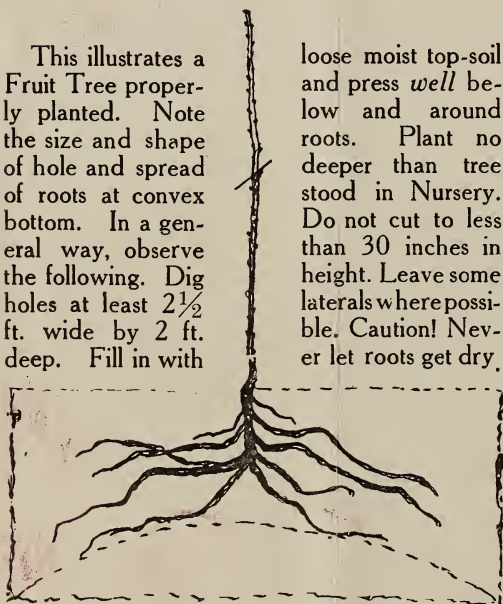 This illustrates a
Fruit Tree proper-
ly planted. Note
the size and shape
of hole and spread
of roots at convex
bottom. In a gen-
eral way, observe
the following. Dig
holes at least 2½
ft. wide by 2 ft.
deep. Fill in with
loose moist top-soil
and press well be-
low and around
roots. Plant no
deeper than tree
stood in Nursery.
Do not cut to less
than 30 inches in
height. Leave some
laterals where possi-
ble. Caution! Nev-
er let roots get dry.